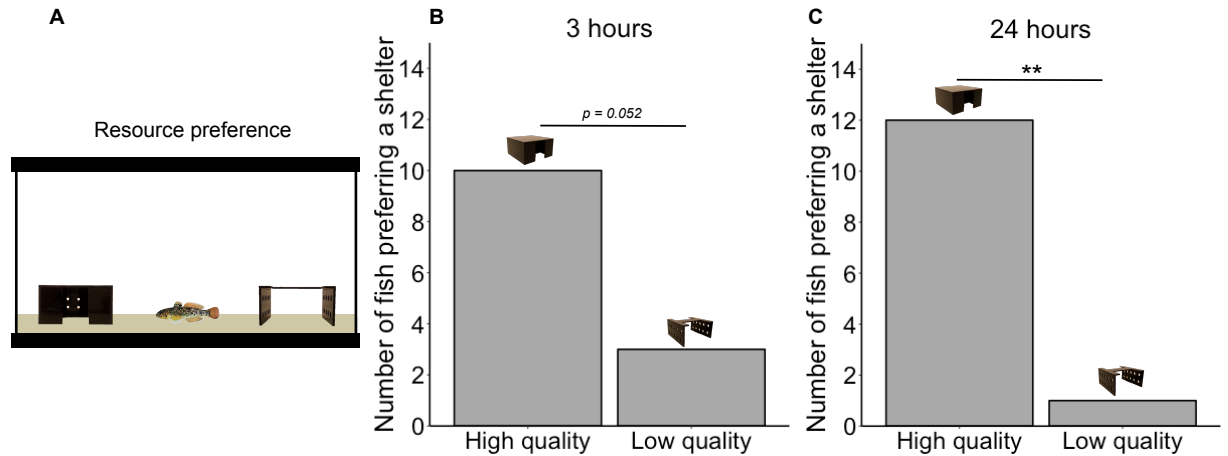 A
Resource preference
B
3 hours
Number of fish preferring a shelter
14
12
10
8
6
4
2
0
p = 0.052
High quality
Low quality
C
24 hours
Number of fish preferring a shelter
14
12
10
8
6
4
2
0
**
High quality
Low quality